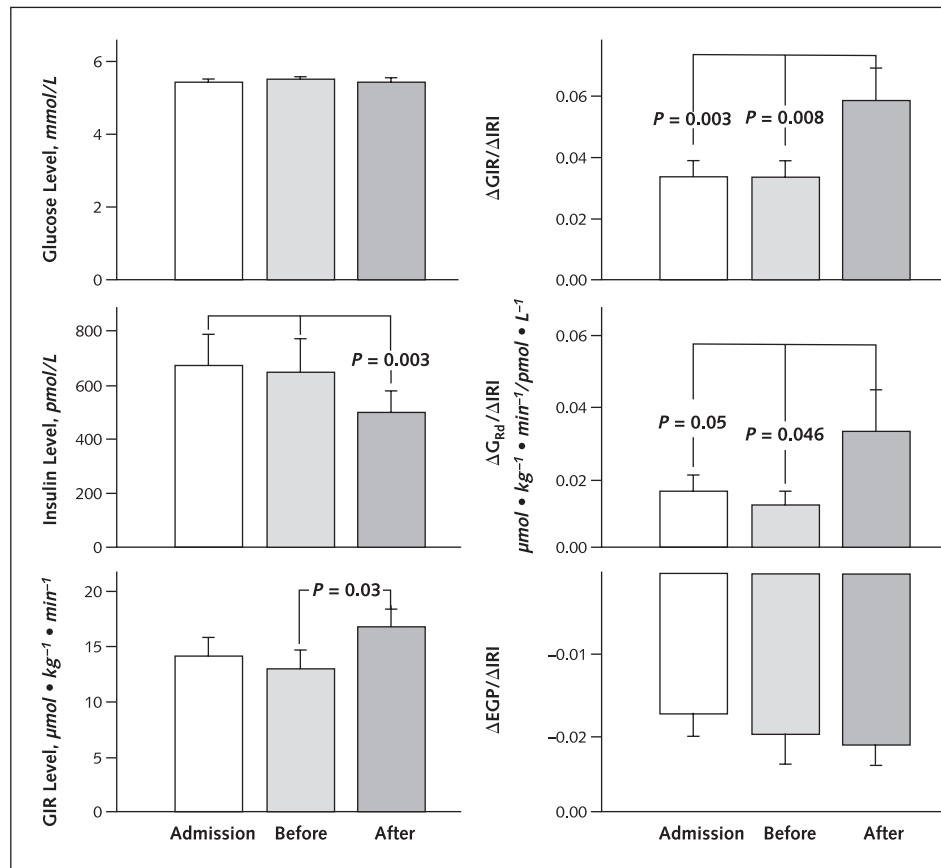 Glucose Level, mmol/L
6
4
2
0
ΔGIR/ΔIRI
0.06
0.04
0.02
0.00
P = 0.003
P = 0.008
Insulin Level, pmol/L
800
600
400
200
0
P = 0.003
ΔG_Rd/ΔIRI
µmol • kg⁻¹ • min⁻¹/pmol • L⁻¹
0.06
0.04
0.02
0.00
P = 0.05
P = 0.046
GIR Level, µmol • kg⁻¹ • min⁻¹
20
15
10
5
0
P = 0.03
Admission Before After
ΔEGP/ΔIRI
−0.01
−0.02
0.00
Admission Before After